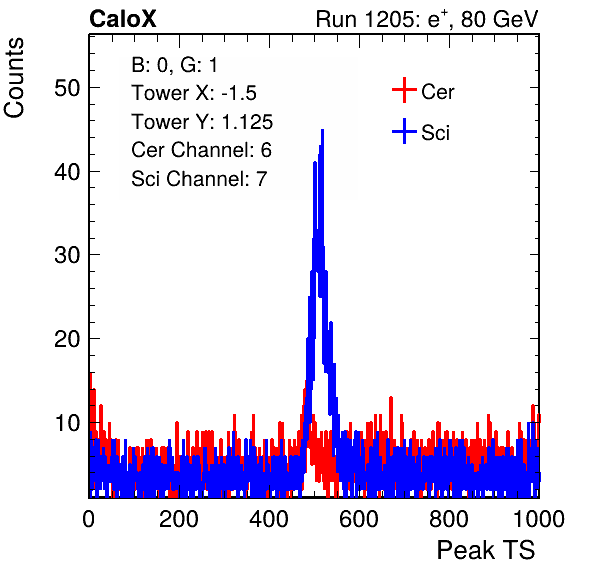 CaloX Run 1205: e⁺, 80 GeV
Counts
B: 0, G: 1
Tower X: -1.5
Tower Y: 1.125
Cer Channel: 6
Sci Channel: 7
Cer
Sci
50
40
30
20
10
0 200 400 600 800 1000
Peak TS